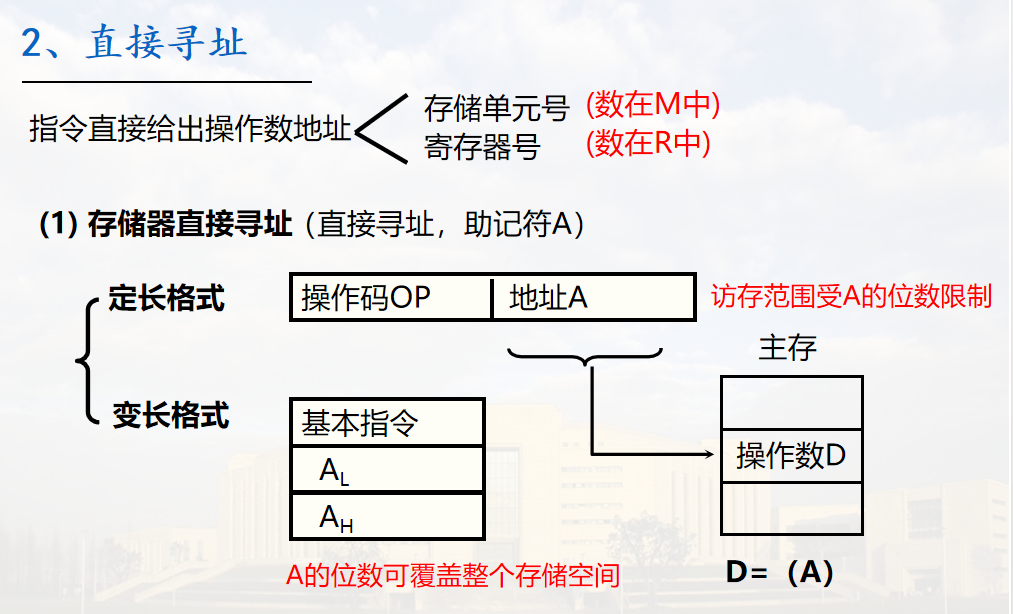 2、直接寻址
指令直接给出操作数地址
存储单元号 (数在M中)
寄存器号 (数在R中)
(1) 存储器直接寻址（直接寻址，助记符A）
定长格式
操作码OP 地址A
访存范围受A的位数限制
主存
变长格式
基本指令
AL
AH
操作数D
A的位数可覆盖整个存储空间
D=（A）